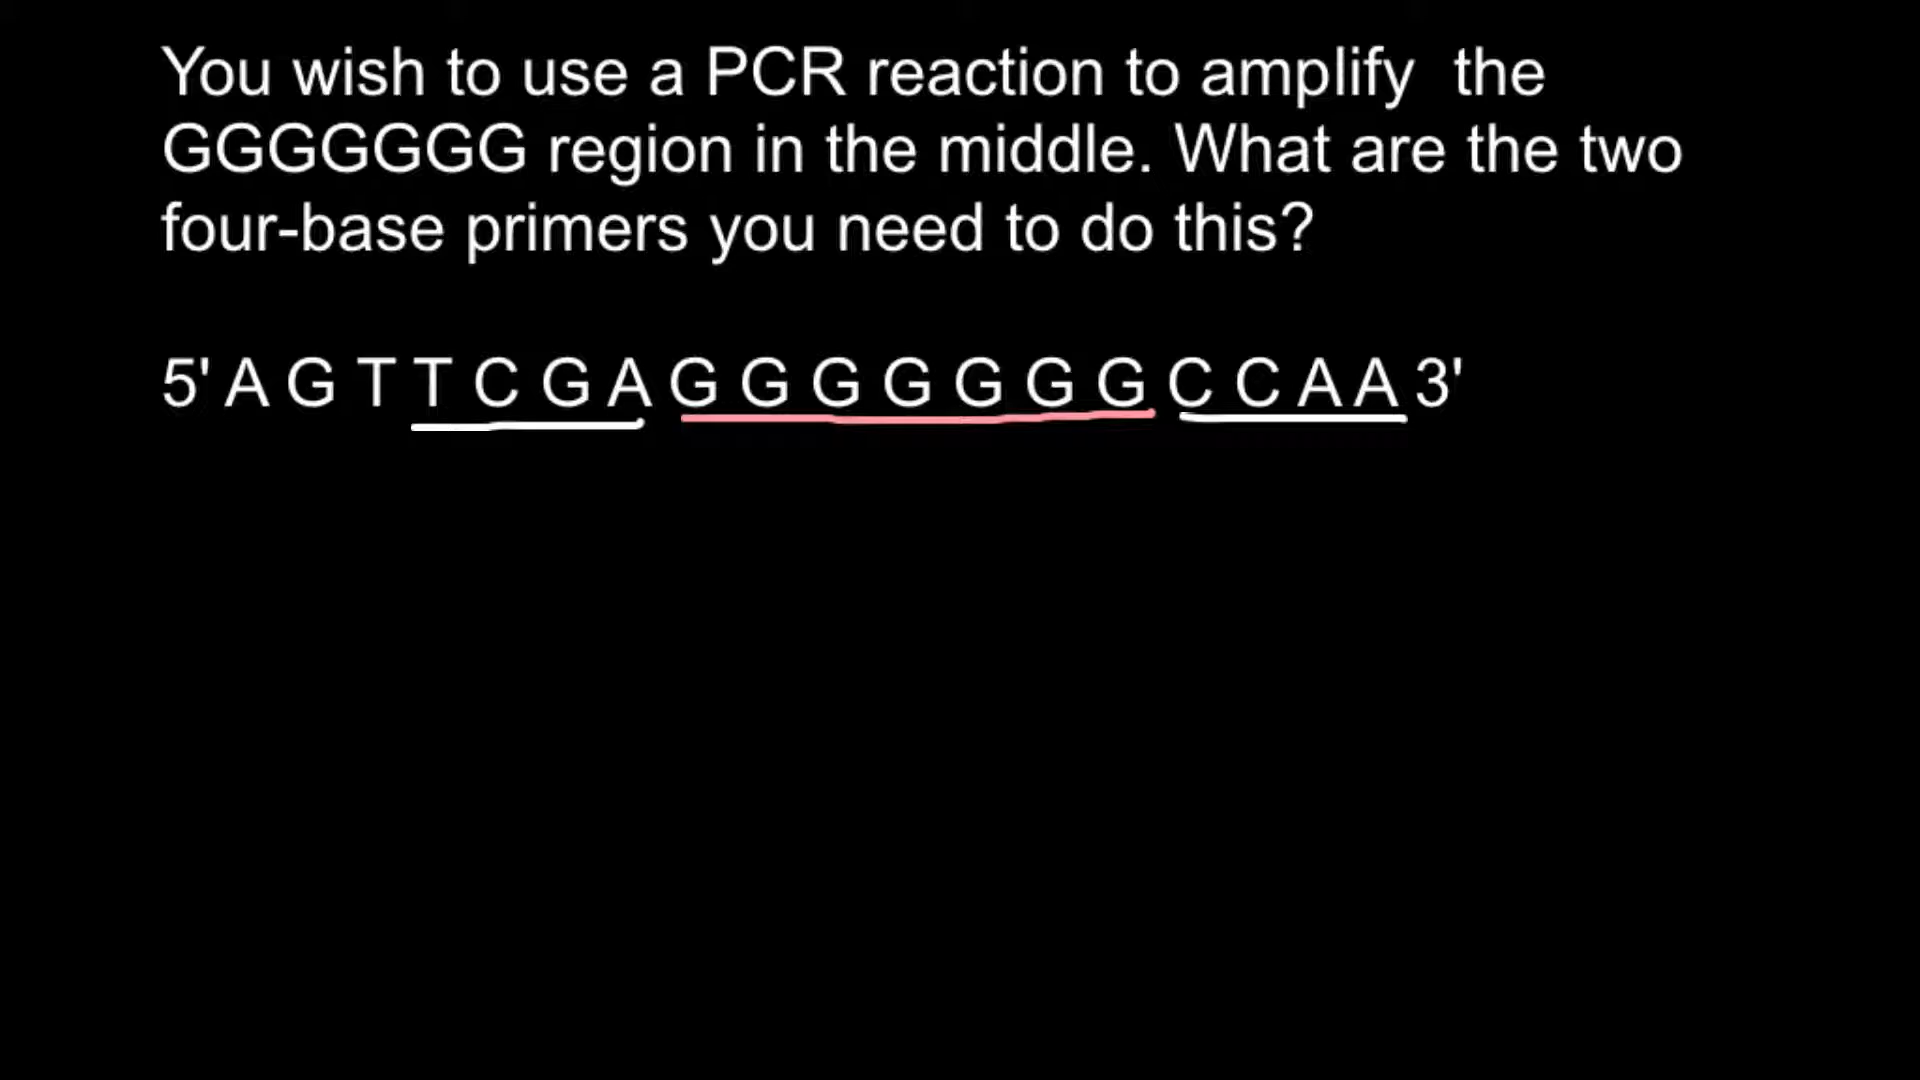 You wish to use a PCR reaction to amplify  the
GGGGGGG region in the middle. What are the two
four-base primers you need to do this?
5' A G T T C G A G G G G G G G C C A A 3'